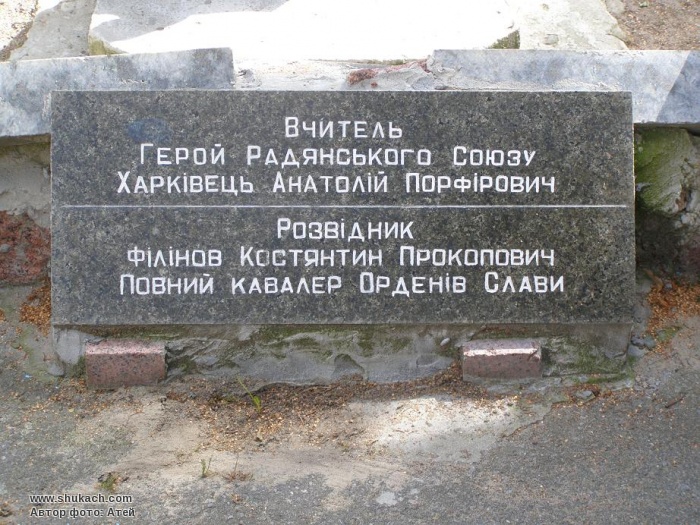 Вчитель
Герой Радянського Союзу
Харківець Анатолій Порфірович
Розвідник
Філінов Костянтин Прокопович
Повний кавалер Орденів Слави
www.shukach.com
Автор фото: Атей